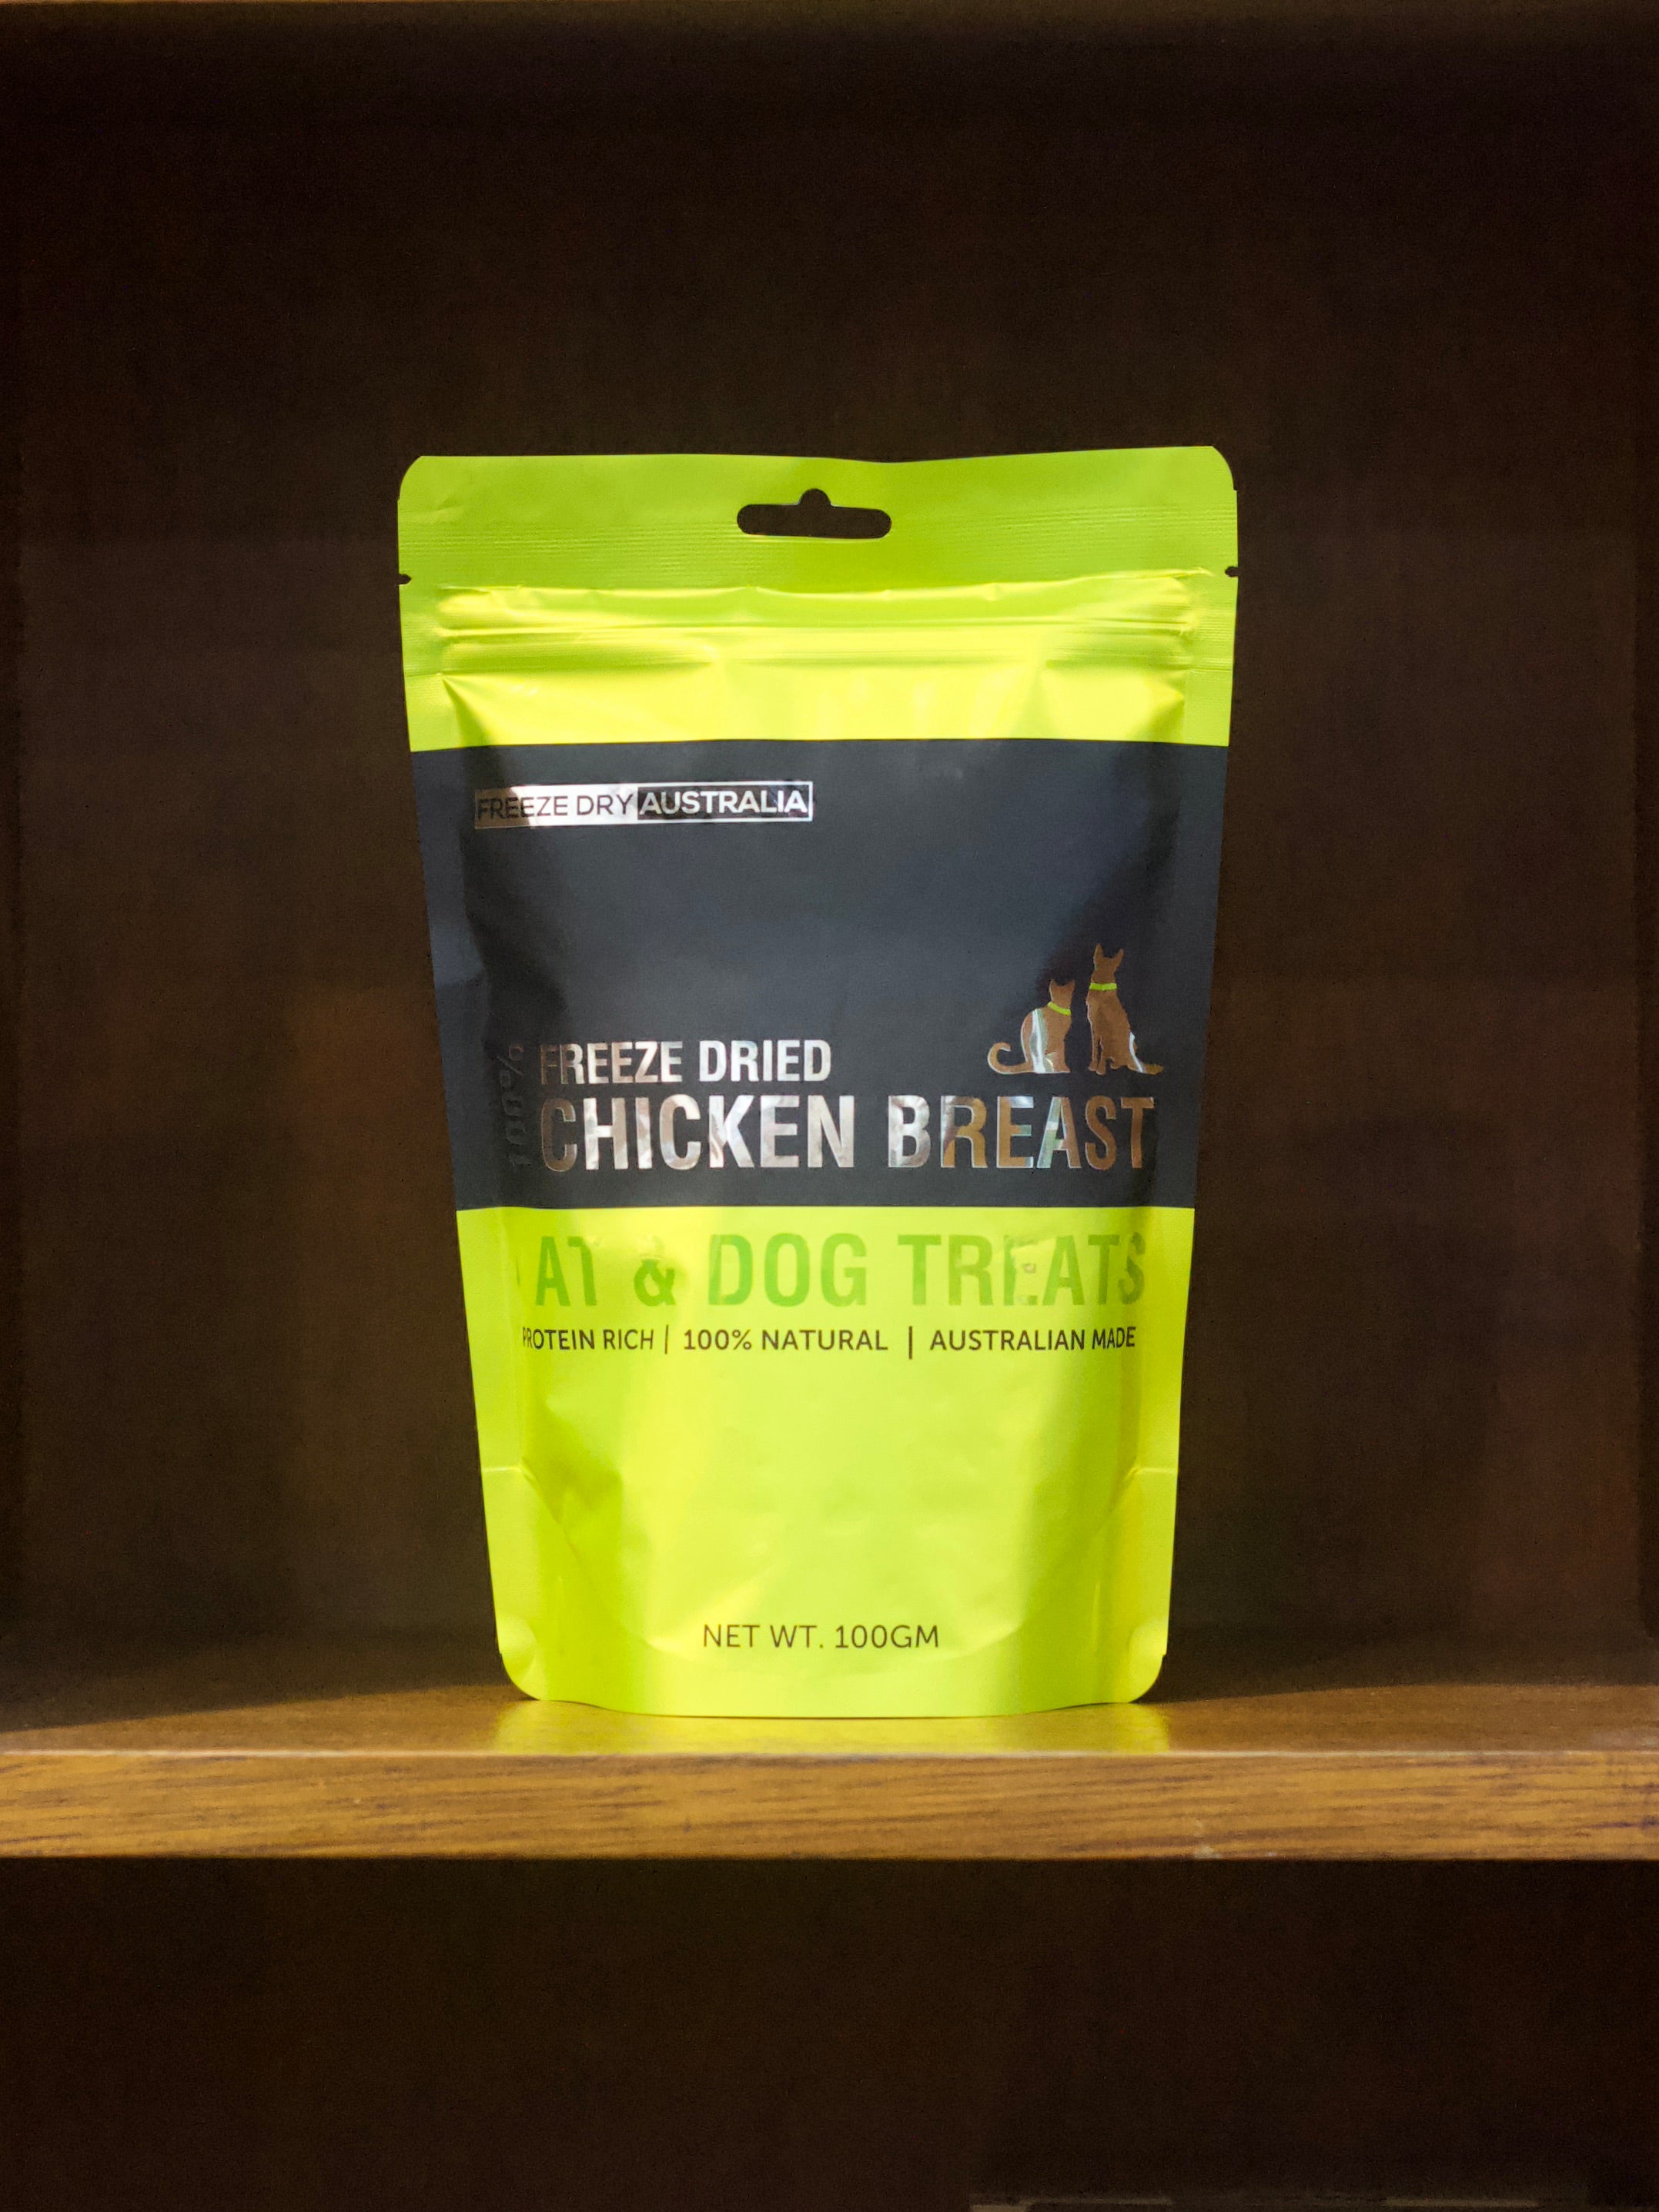 FREEZE DRY AUSTRALIA
100%
FREEZE DRIED
CHICKEN BREAST
AT & DOG TREATS
PROTEIN RICH | 100% NATURAL | AUSTRALIAN MADE
NET WT. 100GM